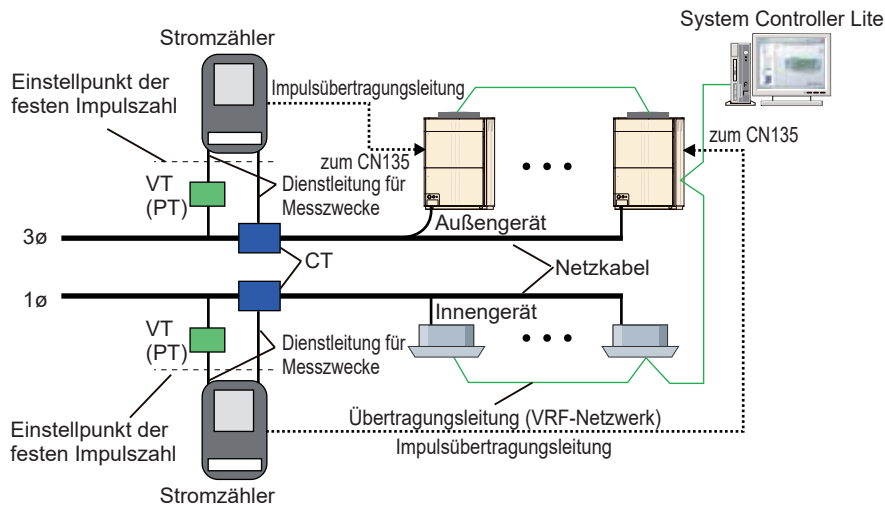 System Controller Lite
Stromzähler
Einstellpunkt der
festen Impulszahl
Impulsübertragungsleitung
zum CN135
zum CN135
VT
(PT)
Dienstleitung für
Messzwecke
Außengerät
3ø
CT
Netzkabel
1ø
Innengerät
VT
(PT)
Dienstleitung für
Messzwecke
Übertragungsleitung (VRF-Netzwerk)
Einstellpunkt der
festen Impulszahl
Impulsübertragungsleitung
Stromzähler